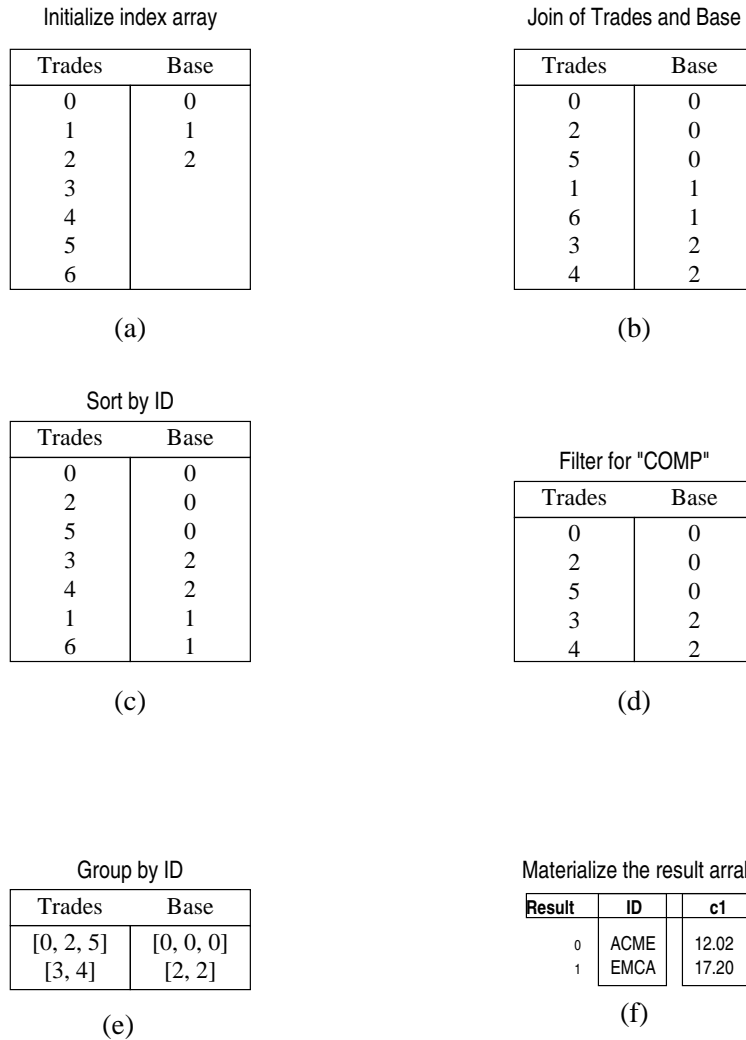 Initialize index array
Trades Base
0 0
1 1
2 2
3
4
5
6
(a)
Join of Trades and Base
Trades Base
0 0
2 0
5 0
1 1
6 1
3 2
4 2
(b)
Sort by ID
Trades Base
0 0
2 0
5 0
3 2
4 2
1 1
6 1
(c)
Filter for "COMP"
Trades Base
0 0
2 0
5 0
3 2
4 2
(d)
Group by ID
Trades Base
[0, 2, 5] [0, 0, 0]
[3, 4] [2, 2]
(e)
Materialize the result
Result ID c1
0 ACME 12.02
1 EMCA 17.20
(f)